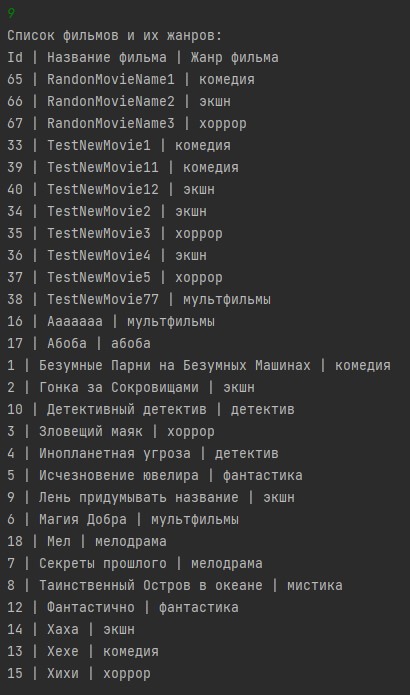 9
Список фильмов и их жанров:
Id | Название фильма | Жанр фильма
65 | RandonMovieName1 | комедия
66 | RandonMovieName2 | экшн
67 | RandonMovieName3 | хоррор
33 | TestNewMovie1 | комедия
39 | TestNewMovie11 | комедия
40 | TestNewMovie12 | экшн
34 | TestNewMovie2 | экшн
35 | TestNewMovie3 | хоррор
36 | TestNewMovie4 | экшн
37 | TestNewMovie5 | хоррор
38 | TestNewMovie77 | мультфильмы
16 | Ааааааа | мультфильмы
17 | Абоба | абоба
1 | Безумные Парни на Безумных Машинах | комедия
2 | Гонка за Сокровищами | экшн
10 | Детективный детектив | детектив
3 | Зловещий маяк | хоррор
4 | Инопланетная угроза | детектив
5 | Исчезновение ювелира | фантастика
9 | Лень придумывать название | экшн
6 | Магия Добра | мультфильмы
18 | Мел | мелодрама
7 | Секреты прошлого | мелодрама
8 | Таинственный Остров в океане | мистика
12 | Фантастично | фантастика
14 | Хаха | экшн
13 | Хехе | комедия
15 | Хихи | хоррор